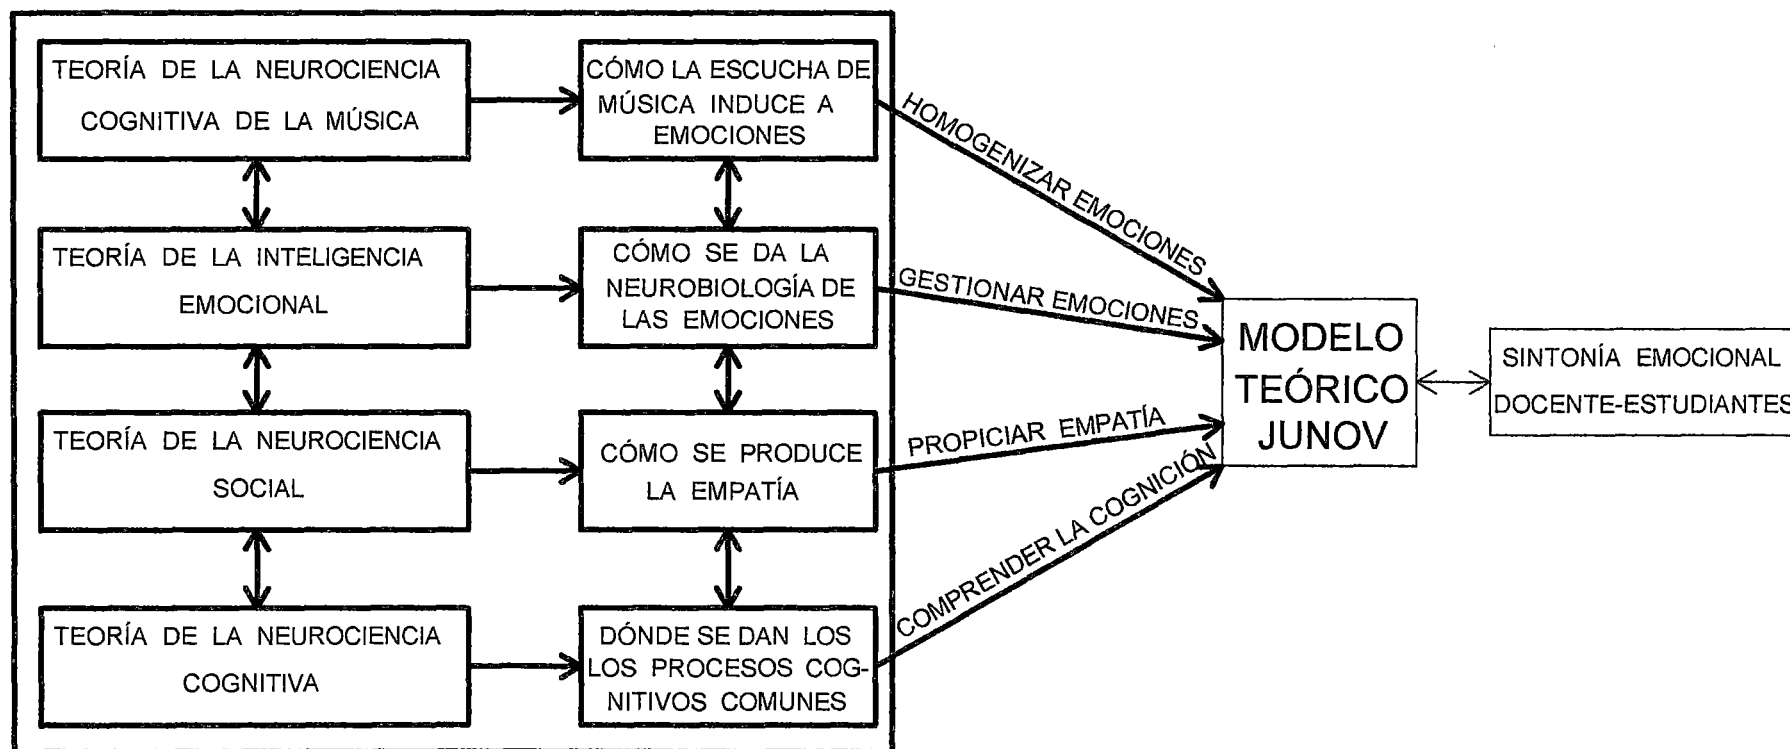 TEORÍA DE LA NEUROCIENCIA
COGNITIVA DE LA MÚSICA
CÓMO LA ESCUCHA DE
MÚSICA INDUCE A
EMOCIONES
HOMOGENIZAR EMOCIONES
TEORÍA DE LA INTELIGENCIA
EMOCIONAL
CÓMO SE DA LA
NEUROBIOLOGÍA DE
LAS EMOCIONES
GESTIONAR EMOCIONES
TEORÍA DE LA NEUROCIENCIA
SOCIAL
CÓMO SE PRODUCE
LA EMPATÍA
PROPICIAR EMPATÍA
TEORÍA DE LA NEUROCIENCIA
COGNITIVA
DÓNDE SE DAN LOS
LOS PROCESOS COG-
NITIVOS COMUNES
COMPRENDER LA COGNICIÓN
MODELO
TEÓRICO
JUNOV
SINTONÍA EMOCIONAL
DOCENTE-ESTUDIANTES